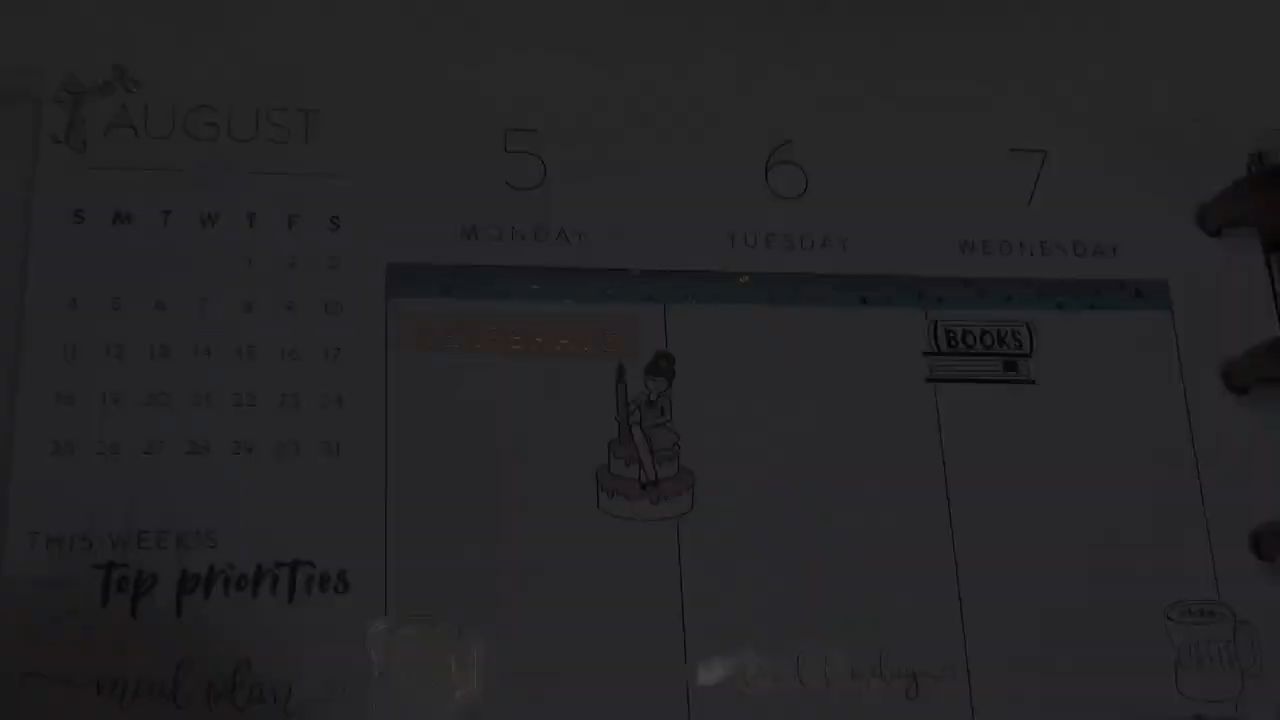 AUGUST
S M T W T F S
1 2 3
4 5 6 7 8 9 10
11 12 13 14 15 16 17
18 19 20 21 22 23 24
25 26 27 28 29 30 31
THIS WEEK'S
top priorities
meal plan
5
MONDAY
6
TUESDAY
7
WEDNESDAY
BOOKS